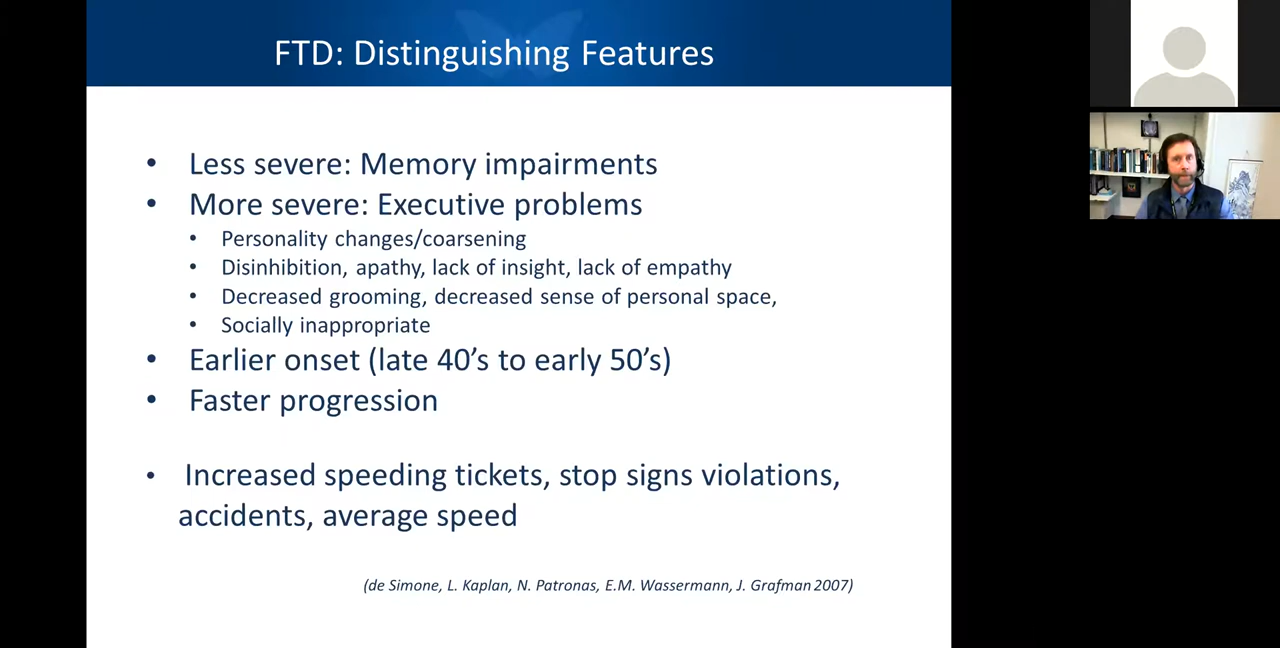 FTD: Distinguishing Features
• Less severe: Memory impairments
• More severe: Executive problems
• Personality changes/coarsening
• Disinhibition, apathy, lack of insight, lack of empathy
• Decreased grooming, decreased sense of personal space,
• Socially inappropriate
• Earlier onset (late 40’s to early 50’s)
• Faster progression
• Increased speeding tickets, stop signs violations,
accidents, average speed
(de Simone, L. Kaplan, N. Patronas, E.M. Wassermann, J. Grafman 2007)